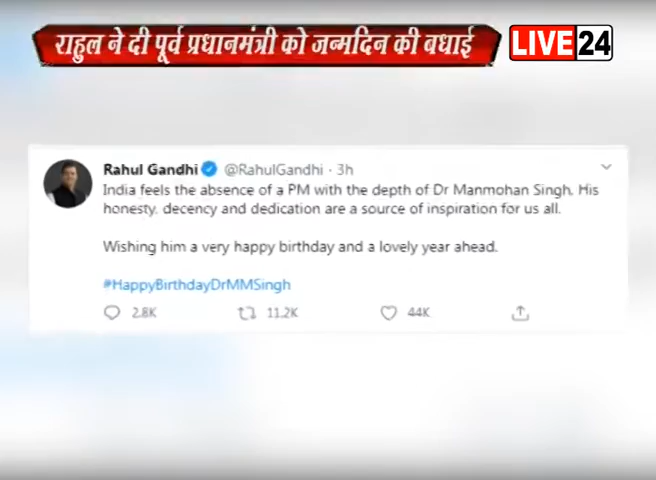 राहुल ने दी पूर्व प्रधानमंत्री को जन्मदिन की बधाई
LIVE24
Rahul Gandhi @RahulGandhi · 3h
India feels the absence of a PM with the depth of Dr Manmohan Singh. His
honesty, decency and dedication are a source of inspiration for us all.
Wishing him a very happy birthday and a lovely year ahead.
#HappyBirthdayDrMMSingh
2.8K 11.2K 44K